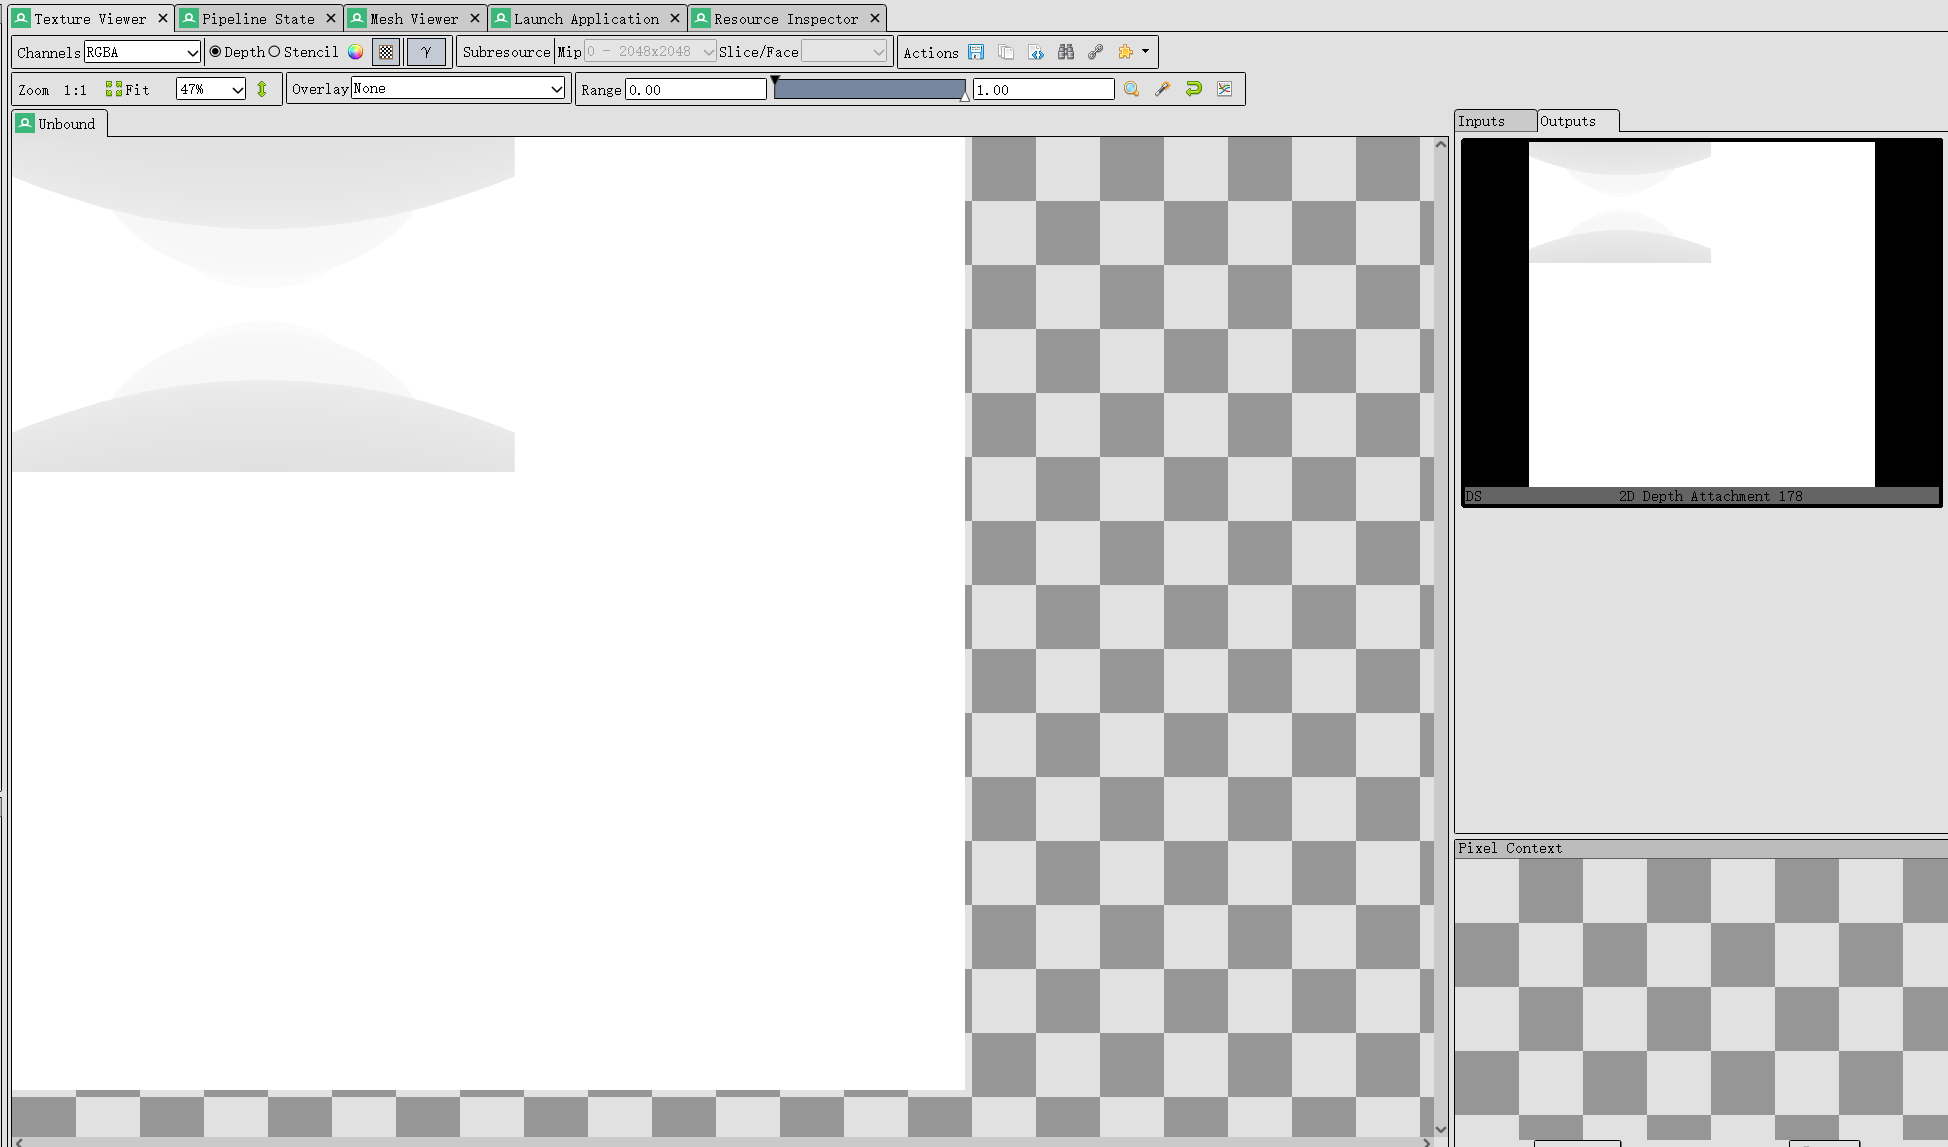 Texture Viewer
Pipeline State
Mesh Viewer
Launch Application
Resource Inspector
Channels RGBA Depth Stencil γ Subresource Mip 0 - 2048x2048 Slice/Face Actions
Zoom 1:1 Fit 47% Overlay None Range 0.00 1.00
Unbound
Inputs Outputs
DS 2D Depth Attachment 178
Pixel Context